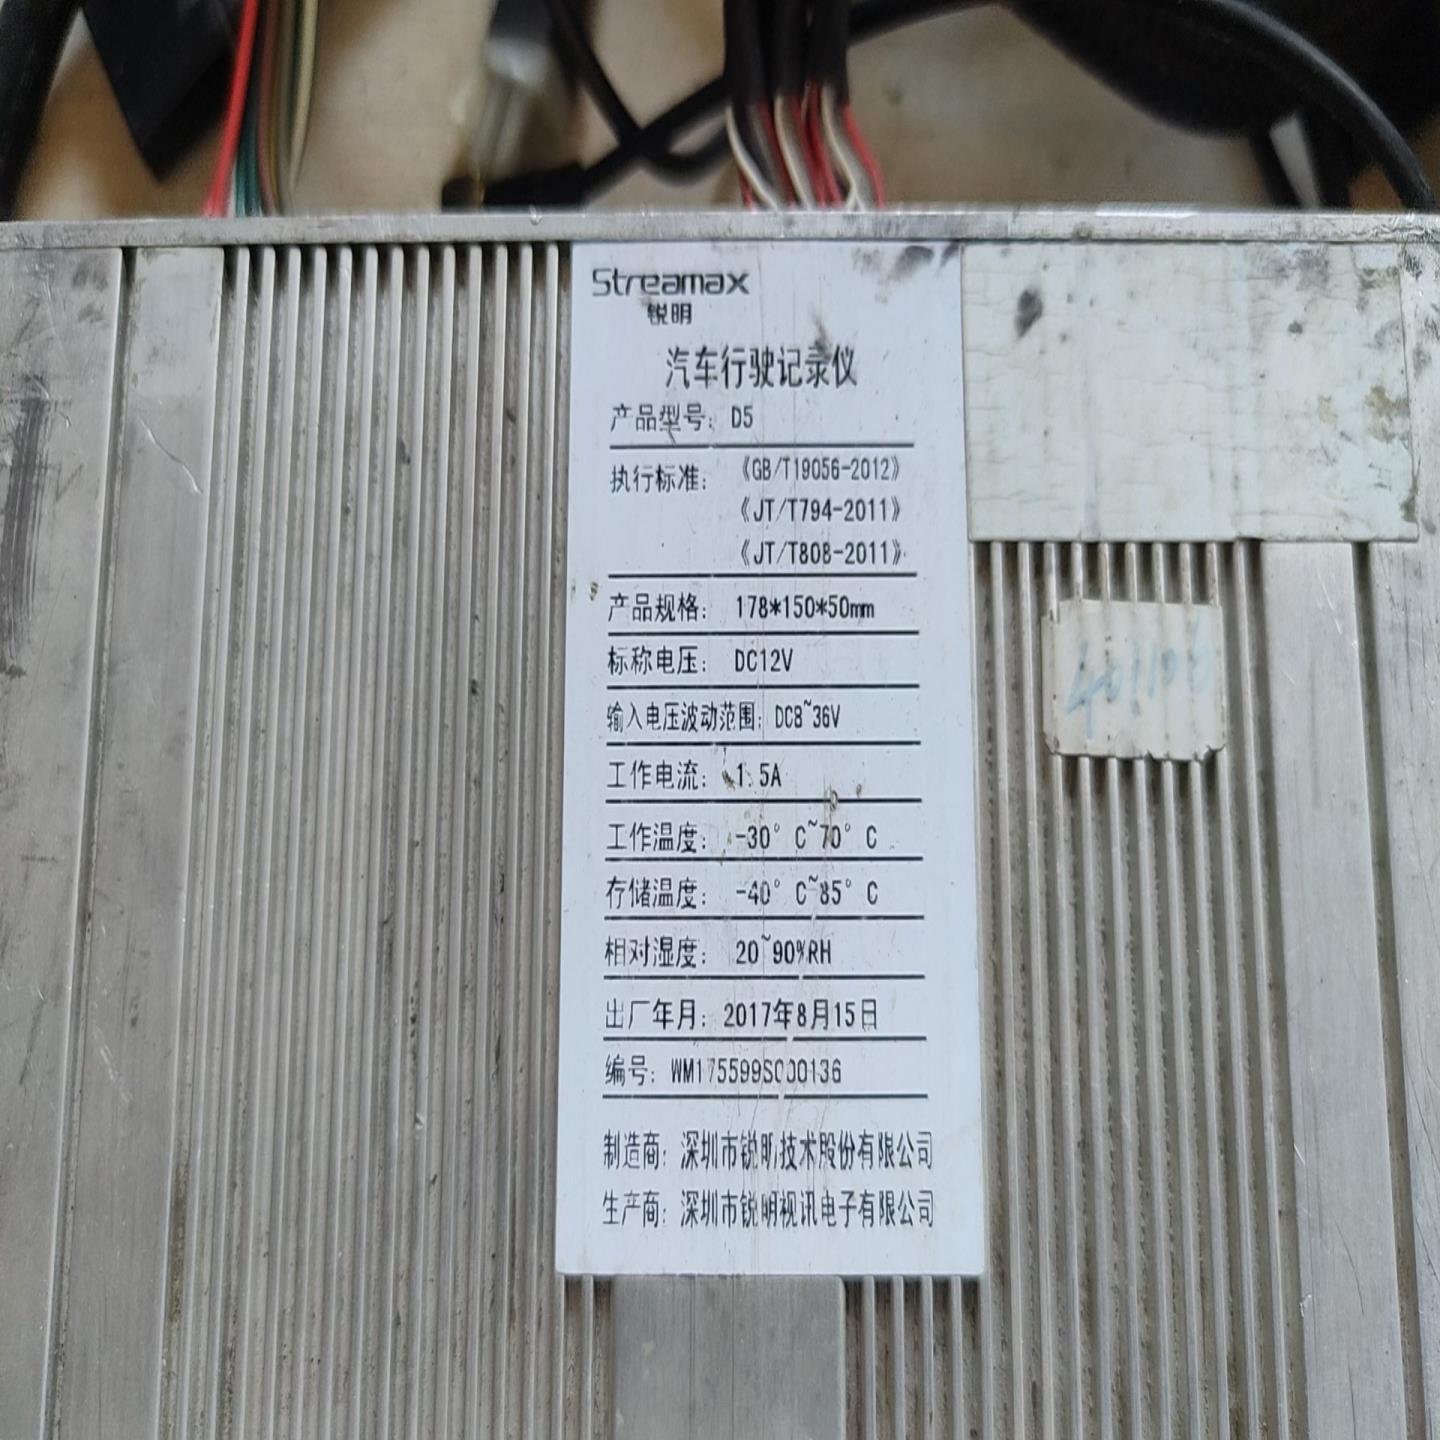 Streamax
锐明
汽车行驶记录仪
产品型号: D5
执行标准: 《GB/T19056-2012》
《JT/T794-2011》
《JT/T808-2011》
产品规格: 178*150*50mm
标称电压: DC12V
输入电压波动范围: DC8~36V
工作电流: 1.5A
工作温度: -30°C~70°C
存储温度: -40°C~85°C
相对湿度: 20~90%RH
出厂年月: 2017年8月15日
编号: WM175599S000136
制造商: 深圳市锐明技术股份有限公司
生产商: 深圳市锐明视讯电子有限公司